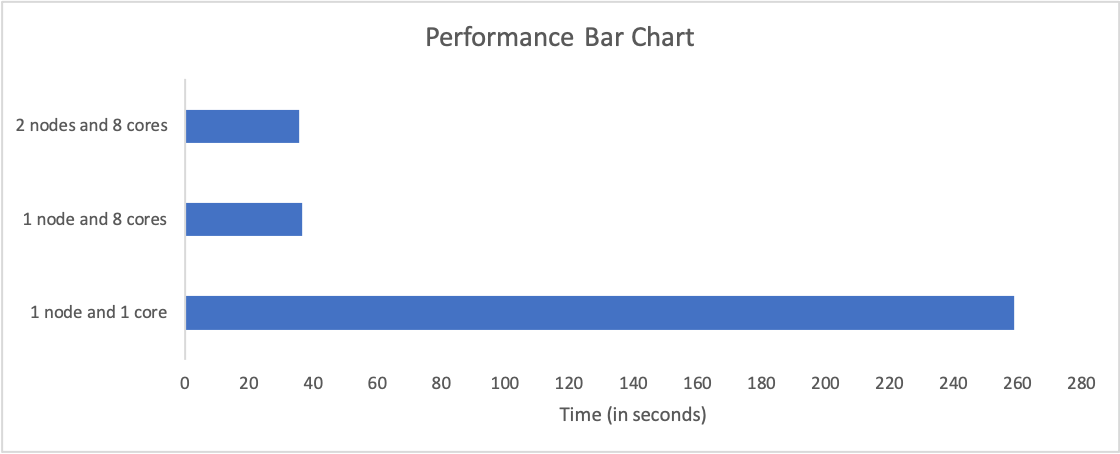 Performance Bar Chart
2 nodes and 8 cores
1 node and 8 cores
1 node and 1 core
0 20 40 60 80 100 120 140 160 180 200 220 240 260 280
Time (in seconds)